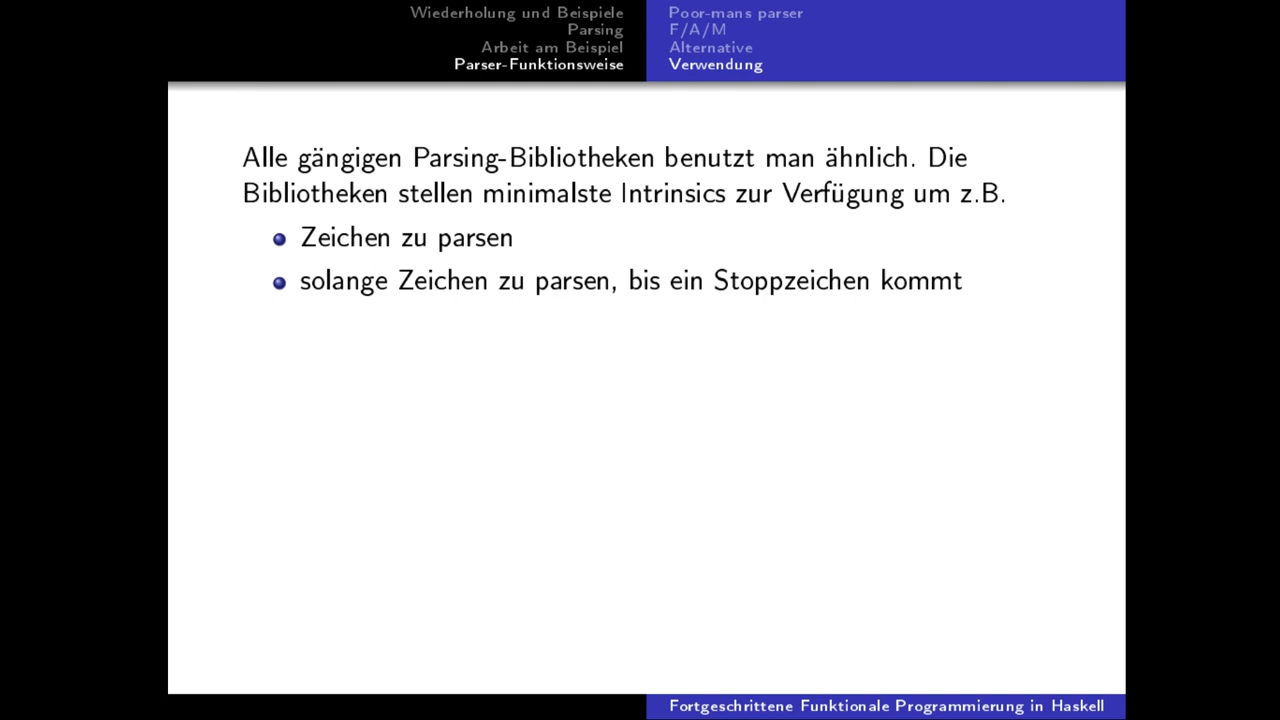 Wiederholung und Beispiele
Parsing
Arbeit am Beispiel
Parser-Funktionsweise
Poor-mans parser
F/A/M
Alternative
Verwendung
Alle gängigen Parsing-Bibliotheken benutzt man ähnlich. Die
Bibliotheken stellen minimalste Intrinsics zur Verfügung um z.B.
Zeichen zu parsen
solange Zeichen zu parsen, bis ein Stoppzeichen kommt
Fortgeschrittene Funktionale Programmierung in Haskell